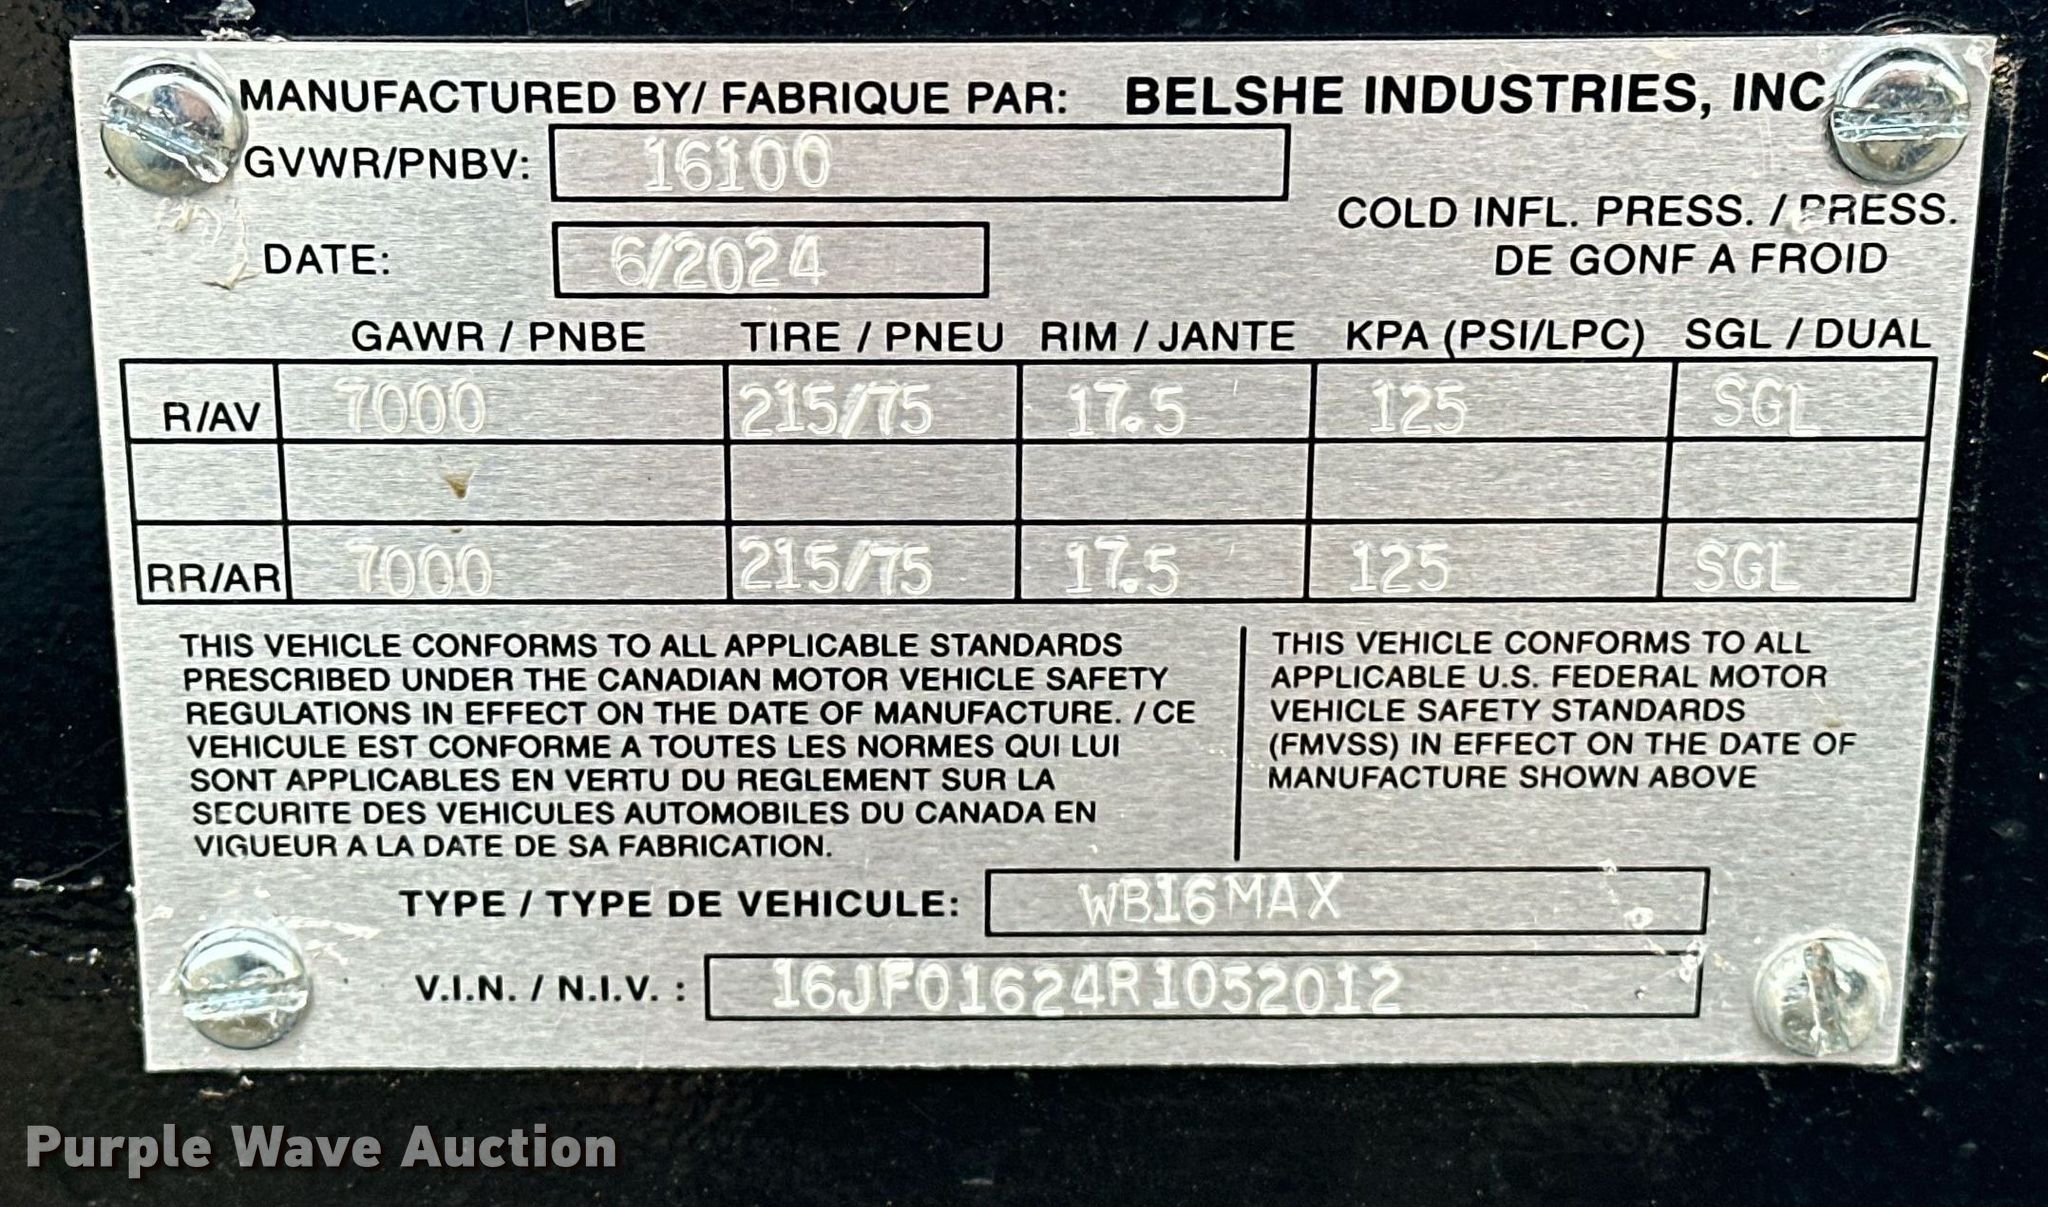 MANUFACTURED BY/ FABRIQUE PAR: BELSHE INDUSTRIES, INC
GVWR/PNBV: 16100
COLD INFL. PRESS. / PRESS.
DE GONF A FROID
DATE: 6/2024
GAWR / PNBE TIRE / PNEU RIM / JANTE KPA (PSI/LPC) SGL / DUAL
R/AV 7000 215/75 17.5 125 SGL
RR/AR 7000 215/75 17.5 125 SGL
THIS VEHICLE CONFORMS TO ALL APPLICABLE STANDARDS
PRESCRIBED UNDER THE CANADIAN MOTOR VEHICLE SAFETY
REGULATIONS IN EFFECT ON THE DATE OF MANUFACTURE. / CE
VEHICULE EST CONFORME A TOUTES LES NORMES QUI LUI
SONT APPLICABLES EN VERTU DU REGLEMENT SUR LA
SECURITE DES VEHICULES AUTOMOBILES DU CANADA EN
VIGUEUR A LA DATE DE SA FABRICATION.
THIS VEHICLE CONFORMS TO ALL
APPLICABLE U.S. FEDERAL MOTOR
VEHICLE SAFETY STANDARDS
(FMVSS) IN EFFECT ON THE DATE OF
MANUFACTURE SHOWN ABOVE
TYPE / TYPE DE VEHICULE: WB16MAX
V.I.N. / N.I.V. : 16JF01624R1052012
Purple Wave Auction